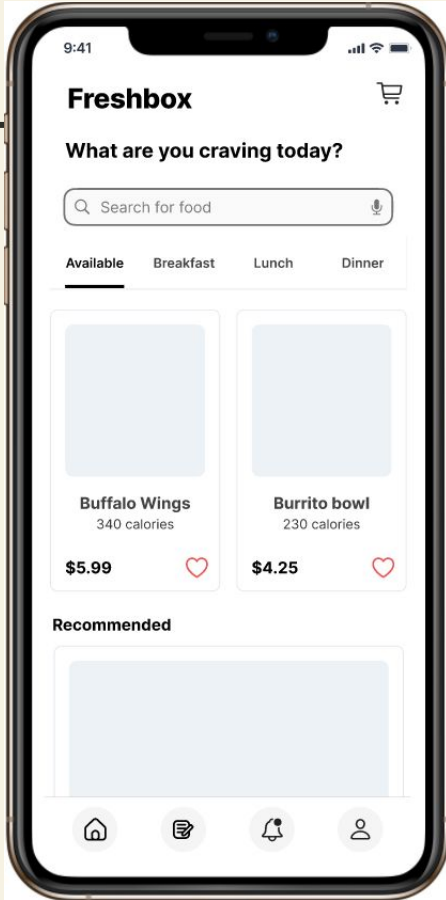 9:41
Freshbox
What are you craving today?
Search for food
Available Breakfast Lunch Dinner
Buffalo Wings
340 calories
$5.99
Burrito bowl
230 calories
$4.25
Recommended